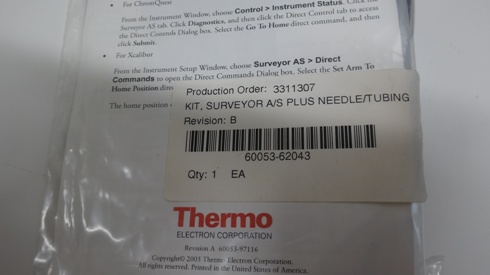 • For ChromQuest
From the Instrument Window, choose Control > Instrument Status. Click the
Surveyor AS tab. Click Diagnostics, and then click the Direct Control tab to access
the Direct Controls Dialog box. Select the Go To Home direct command, and then
click Submit.
• For Xcalibur
From the Instrument Setup Window, choose Surveyor AS > Direct
Commands to open the Direct Commands Dialog box. Select the Set Arm To
Home Position dire
The home position
Production Order: 3311307
KIT, SURVEYOR A/S PLUS NEEDLE/TUBING
Revision: B
60053-62043
Qty: 1 EA
Thermo
ELECTRON CORPORATION
Revision A 60053-97116
Copyright© 2005 Thermo Electron Corporation.
All rights reserved. Printed in the United States of America.